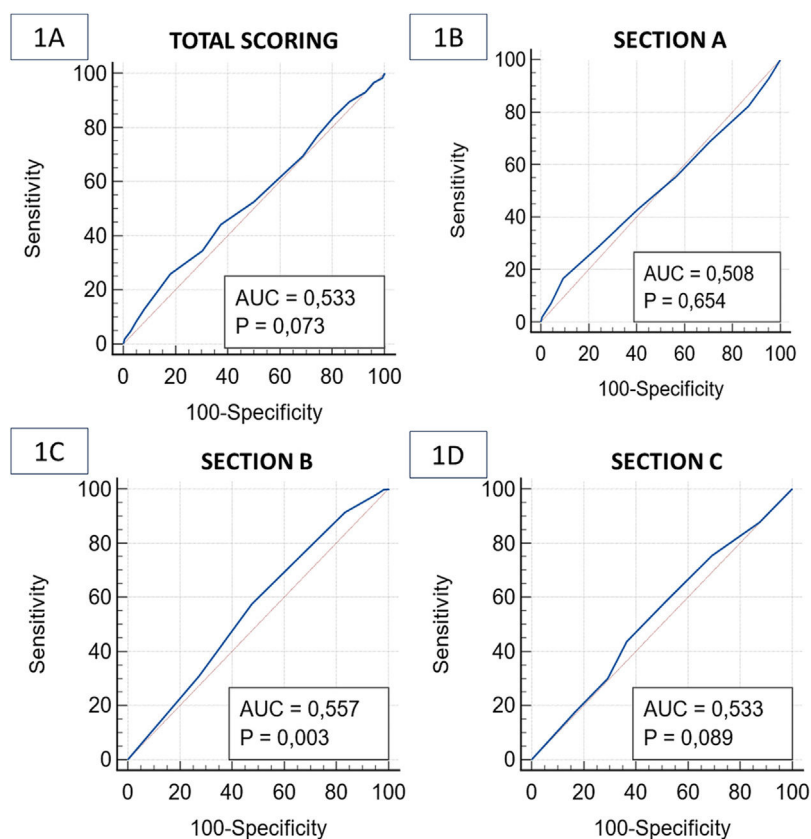 1A
TOTAL SCORING
100
80
60
40
20
0
Sensitivity
AUC = 0,533
P = 0,073
0 20 40 60 80 100
100-Specificity
1B
SECTION A
100
80
60
40
20
0
Sensitivity
AUC = 0,508
P = 0,654
0 20 40 60 80 100
100-Specificity
1C
SECTION B
100
80
60
40
20
0
Sensitivity
AUC = 0,557
P = 0,003
0 20 40 60 80 100
100-Specificity
1D
SECTION C
100
80
60
40
20
0
Sensitivity
AUC = 0,533
P = 0,089
0 20 40 60 80 100
100-Specificity